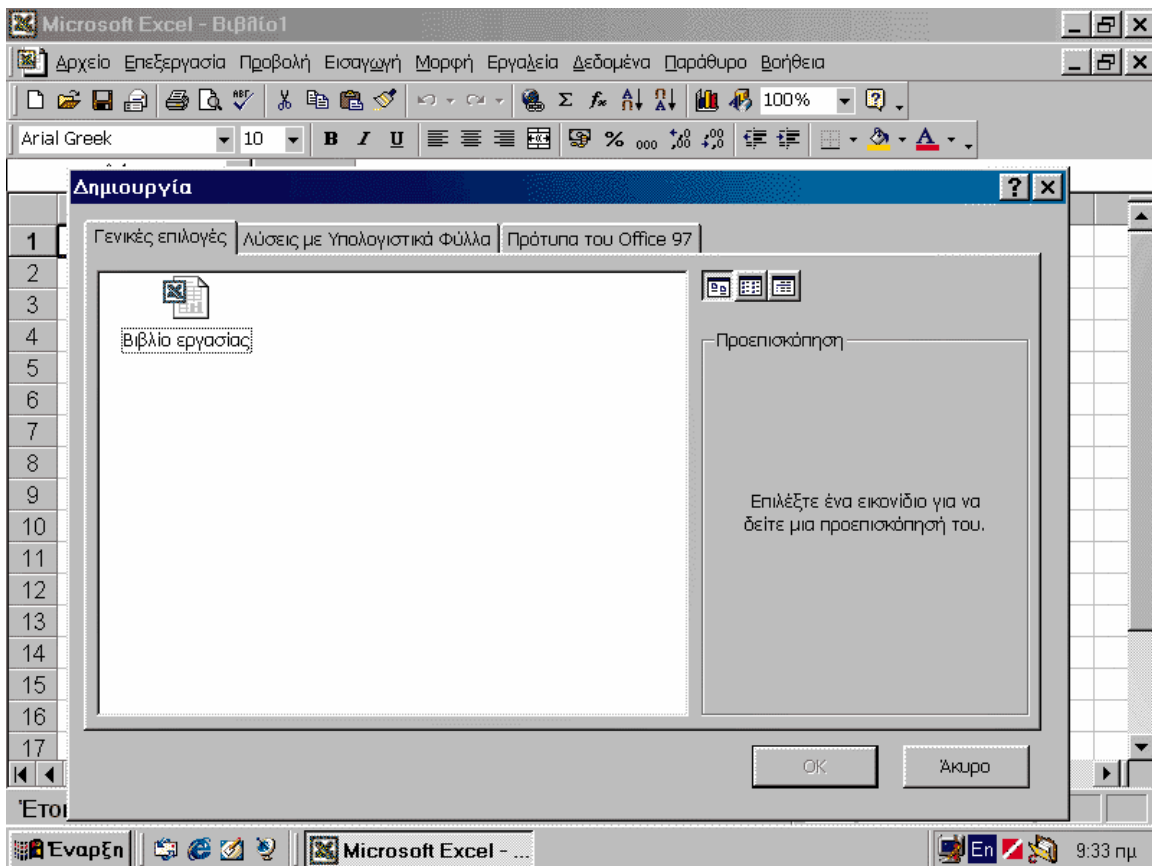 Microsoft Excel - Βιβλίο1
Αρχείο Επεξεργασία Προβολή Εισαγωγή Μορφή Εργαλεία Δεδομένα Παράθυρο Βοήθεια
100%
Arial Greek 10 B I U % 000
Δημιουργία
Γενικές επιλογές Λύσεις με Υπολογιστικά Φύλλα Πρότυπα του Office 97
Βιβλίο εργασίας
Προεπισκόπηση
Επιλέξτε ένα εικονίδιο για να
δείτε μια προεπισκόπησή του.
OK Άκυρο
1
2
3
4
5
6
7
8
9
10
11
12
13
14
15
16
17
Έναρξη Microsoft Excel - ... En 9:33 πμ